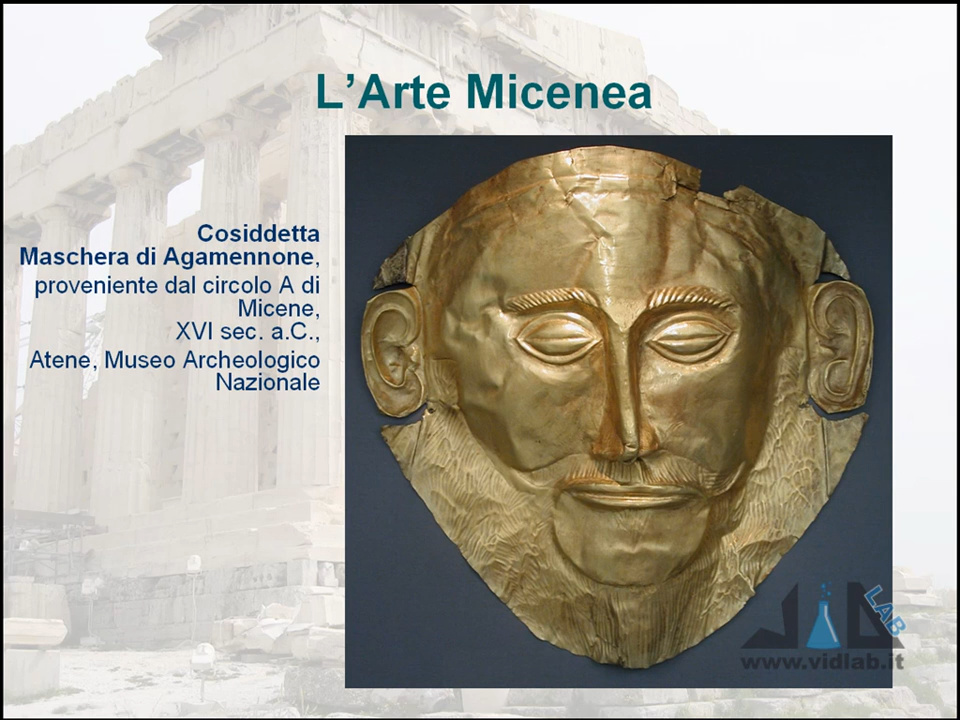 L’Arte Micenea
Cosiddetta
Maschera di Agamennone,
proveniente dal circolo A di
Micene,
XVI sec. a.C.,
Atene, Museo Archeologico
Nazionale
LAB
www.vidlab.it